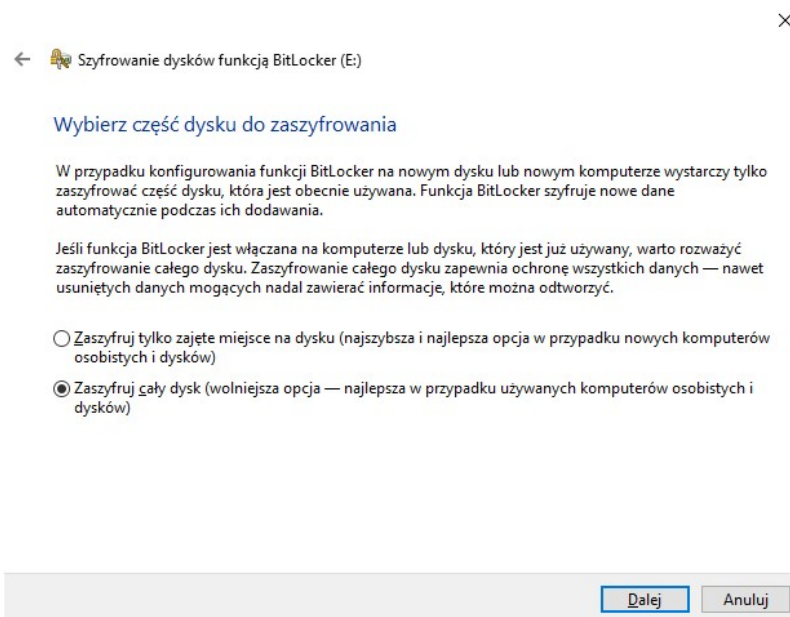 Szyfrowanie dysków funkcją BitLocker (E:)
Wybierz część dysku do zaszyfrowania
W przypadku konfigurowania funkcji BitLocker na nowym dysku lub nowym komputerze wystarczy tylko
zaszyfrować część dysku, która jest obecnie używana. Funkcja BitLocker szyfruje nowe dane
automatycznie podczas ich dodawania.
Jeśli funkcja BitLocker jest włączana na komputerze lub dysku, który jest już używany, warto rozważyć
zaszyfrowanie całego dysku. Zaszyfrowanie całego dysku zapewnia ochronę wszystkich danych — nawet
usuniętych danych mogących nadal zawierać informacje, które można odtworzyć.
Zaszyfruj tylko zajęte miejsce na dysku (najszybsza i najlepsza opcja w przypadku nowych komputerów
osobistych i dysków)
Zaszyfruj cały dysk (wolniejsza opcja — najlepsza w przypadku używanych komputerów osobistych i
dysków)
Dalej
Anuluj